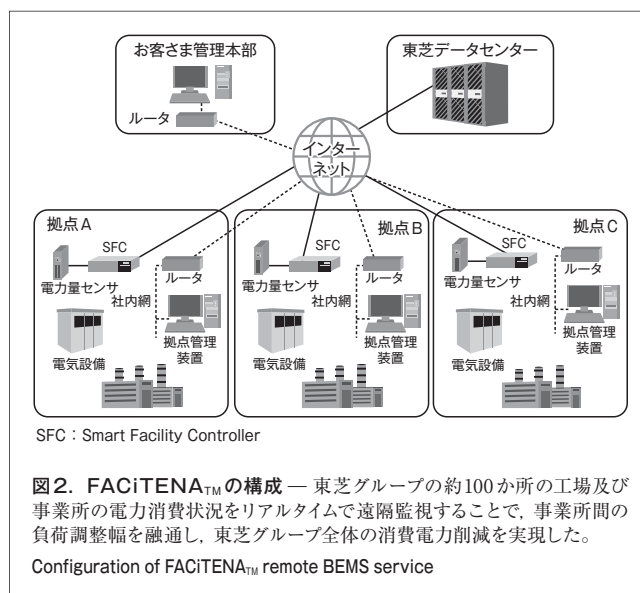 お客さま管理本部
ルータ
東芝データセンター
インター
ネット
拠点A
SFC
電力量センサ
ルータ
社内網
電気設備
拠点管理
装置
拠点B
SFC
電力量センサ
ルータ
社内網
電気設備
拠点管理
装置
拠点C
SFC
電力量センサ
ルータ
社内網
電気設備
拠点管理
装置
SFC：Smart Facility Controller
図2．FACiTENATMの構成 — 東芝グループの約100か所の工場及び
事業所の電力消費状況をリアルタイムで遠隔監視することで，事業所間の
負荷調整幅を融通し，東芝グループ全体の消費電力削減を実現した。
Configuration of FACiTENATM remote BEMS service